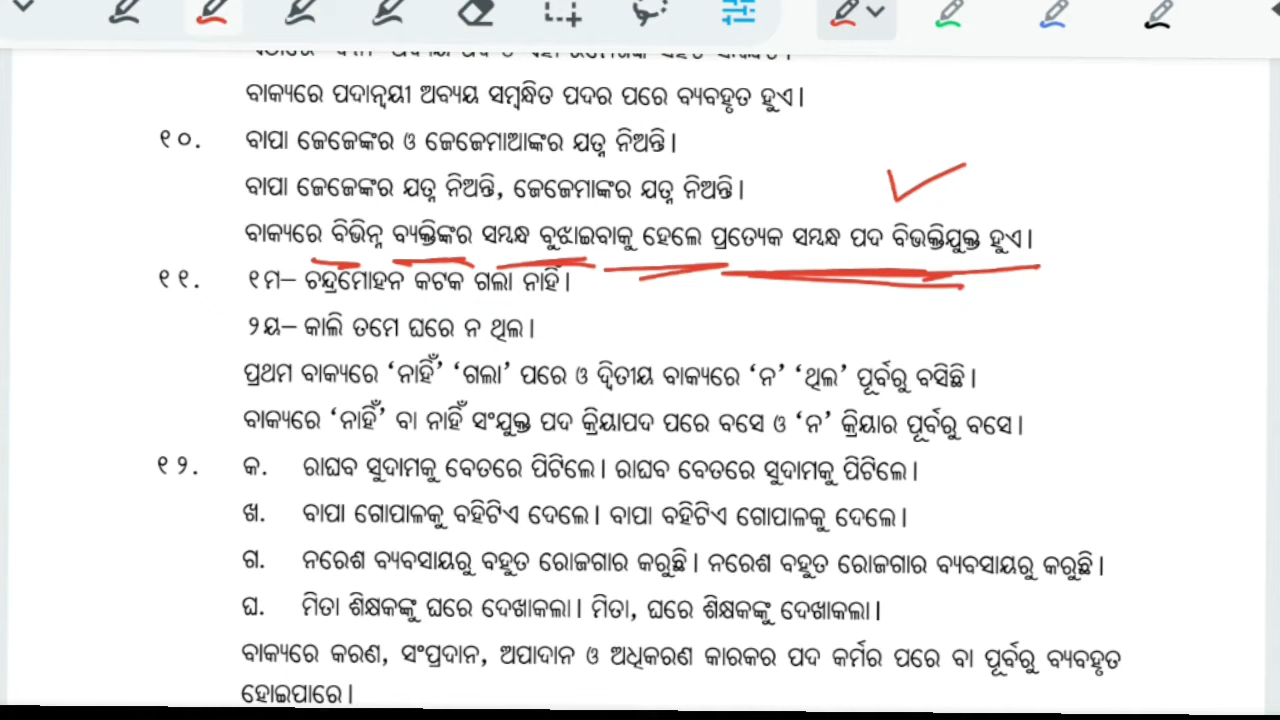 ବାକ୍ୟରେ ପଦାନ୍ୱୟୀ ଅବ୍ୟୟ ସମ୍ବନ୍ଧିତ ପଦର ପରେ ବ୍ୟବହୃତ ହୁଏ।
୧୦. ବାପା ଜେଜେଙ୍କର ଓ ଜେଜେମାଆଙ୍କର ଯତ୍ନ ନିଅନ୍ତି।
ବାପା ଜେଜେଙ୍କର ଯତ୍ନ ନିଅନ୍ତି, ଜେଜେମାଙ୍କର ଯତ୍ନ ନିଅନ୍ତି।
ବାକ୍ୟରେ ବିଭିନ୍ନ ବ୍ୟକ୍ତିଙ୍କର ସମ୍ବନ୍ଧ ବୁଝାଇବାକୁ ହେଲେ ପ୍ରତ୍ୟେକ ସମ୍ବନ୍ଧ ପଦ ବିଭକ୍ତିଯୁକ୍ତ ହୁଏ।
୧୧. ୧ମ– ଚନ୍ଦ୍ରମୋହନ କଟକ ଗଲା ନାହିଁ।
୨ୟ– କାଲି ତମେ ଘରେ ନ ଥିଲ।
ପ୍ରଥମ ବାକ୍ୟରେ ‘ନାହିଁ’ ‘ଗଲା’ ପରେ ଓ ଦ୍ୱିତୀୟ ବାକ୍ୟରେ ‘ନ’ ‘ଥିଲ’ ପୂର୍ବରୁ ବସିଛି।
ବାକ୍ୟରେ ‘ନାହିଁ’ ବା ନାହିଁ ସଂଯୁକ୍ତ ପଦ କ୍ରିୟାପଦ ପରେ ବସେ ଓ ‘ନ’ କ୍ରିୟାର ପୂର୍ବରୁ ବସେ।
୧୨. କ. ରାଘବ ସୁଦାମକୁ ବେତରେ ପିଟିଲେ। ରାଘବ ବେତରେ ସୁଦାମକୁ ପିଟିଲେ।
ଖ. ବାପା ଗୋପାଳକୁ ବହିଟିଏ ଦେଲେ। ବାପା ବହିଟିଏ ଗୋପାଳକୁ ଦେଲେ।
ଗ. ନରେଶ ବ୍ୟବସାୟରୁ ବହୁତ ରୋଜଗାର କରୁଛି। ନରେଶ ବହୁତ ରୋଜଗାର ବ୍ୟବସାୟରୁ କରୁଛି।
ଘ. ମିତା ଶିକ୍ଷକଙ୍କୁ ଘରେ ଦେଖାକଲା। ମିତା, ଘରେ ଶିକ୍ଷକଙ୍କୁ ଦେଖାକଲା।
ବାକ୍ୟରେ କରଣ, ସଂପ୍ରଦାନ, ଅପାଦାନ ଓ ଅଧିକରଣ କାରକର ପଦ କର୍ମର ପରେ ବା ପୂର୍ବରୁ ବ୍ୟବହୃତ
ହୋଇପାରେ।